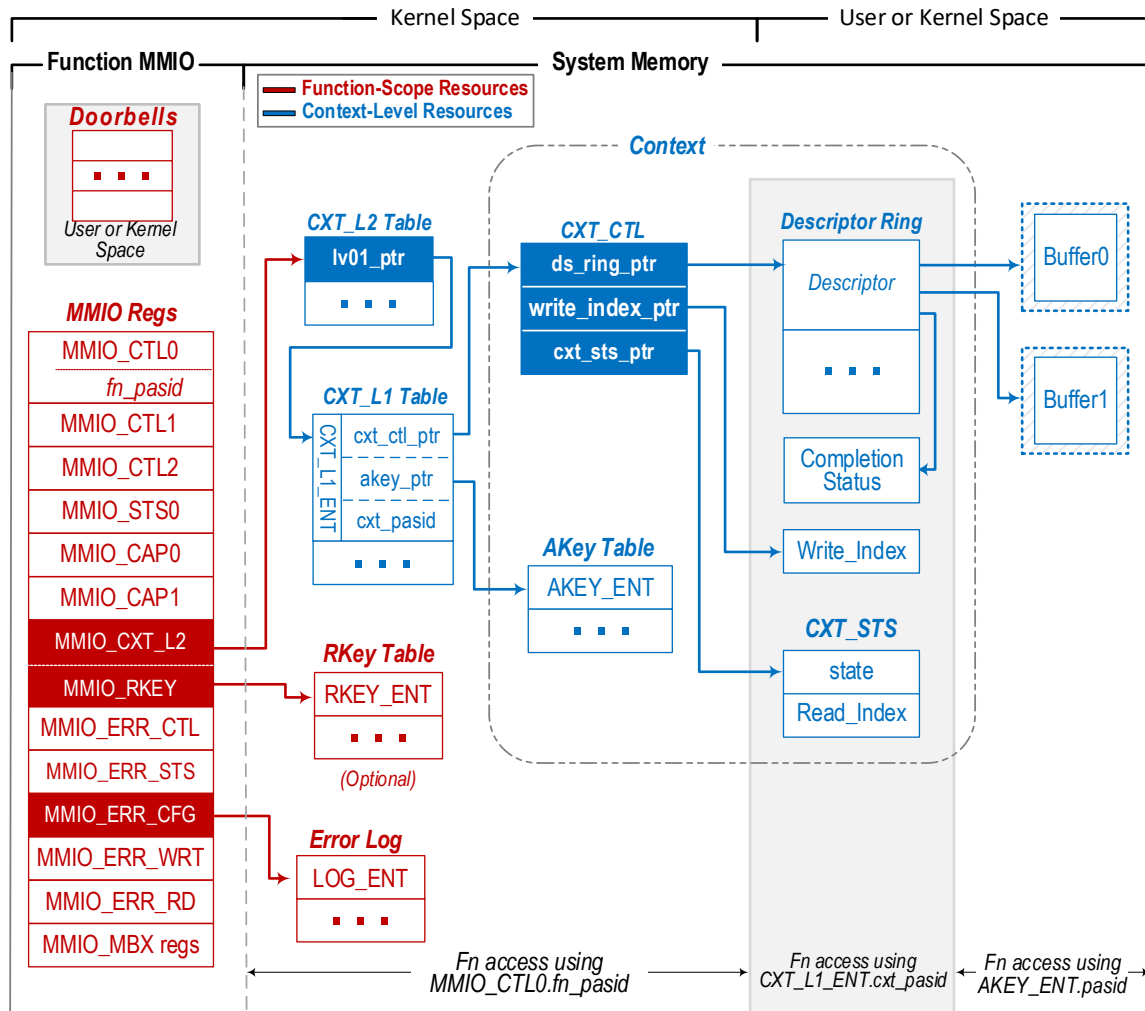 Kernel Space
User or Kernel Space
Function MMIO
System Memory
Function-Scope Resources
Context-Level Resources
Doorbells
User or Kernel
Space
MMIO Regs
MMIO_CTL0
fn_pasid
MMIO_CTL1
MMIO_CTL2
MMIO_STS0
MMIO_CAP0
MMIO_CAP1
MMIO_CXT_L2
MMIO_RKEY
MMIO_ERR_CTL
MMIO_ERR_STS
MMIO_ERR_CFG
MMIO_ERR_WRT
MMIO_ERR_RD
MMIO_MBX regs
CXT_L2 Table
lv01_ptr
CXT_L1 Table
CXT_L1_ENT
cxt_ctl_ptr
akey_ptr
cxt_pasid
RKey Table
RKEY_ENT
(Optional)
Error Log
LOG_ENT
Context
CXT_CTL
ds_ring_ptr
write_index_ptr
cxt_sts_ptr
AKey Table
AKEY_ENT
Descriptor Ring
Descriptor
Completion
Status
Write_Index
CXT_STS
state
Read_Index
Buffer0
Buffer1
Fn access using
MMIO_CTL0.fn_pasid
Fn access using
CXT_L1_ENT.cxt_pasid
Fn access using
AKEY_ENT.pasid